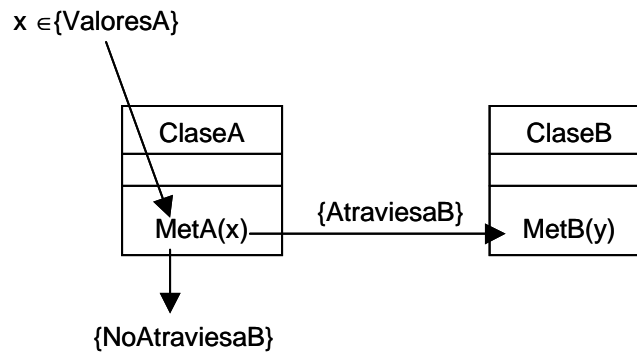 x ∈{ValoresA}
ClaseA
ClaseB
{AtraviesaB}
MetA(x)
MetB(y)
{NoAtraviesaB}